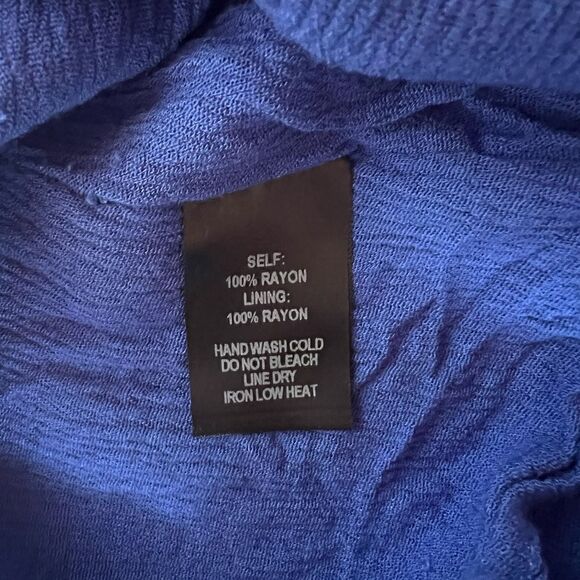 SELF:
100% RAYON
LINING:
100% RAYON
HAND WASH COLD
DO NOT BLEACH
LINE DRY
IRON LOW HEAT